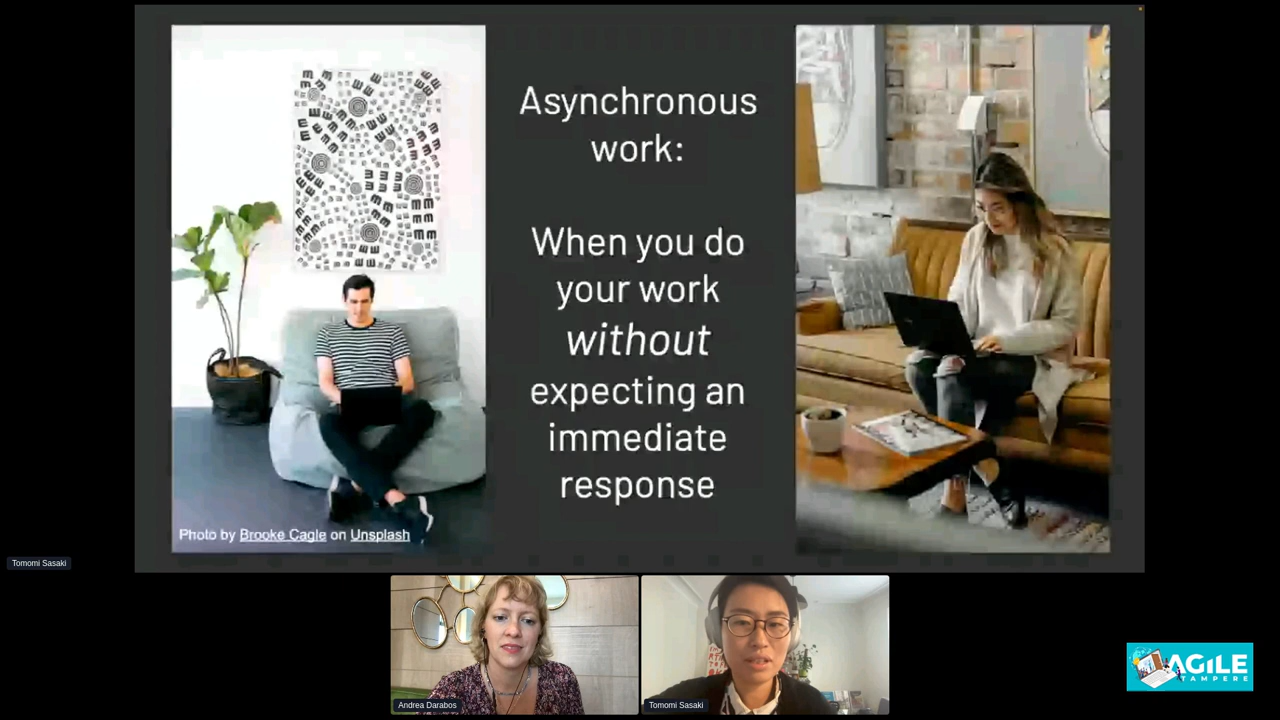 Asynchronous
work:
When you do
your work
without
expecting an
immediate
response
Photo by Brooke Cagle on Unsplash
Tomomi Sasaki
Andrea Darabos
Tomomi Sasaki
AGILE
TAMPERE